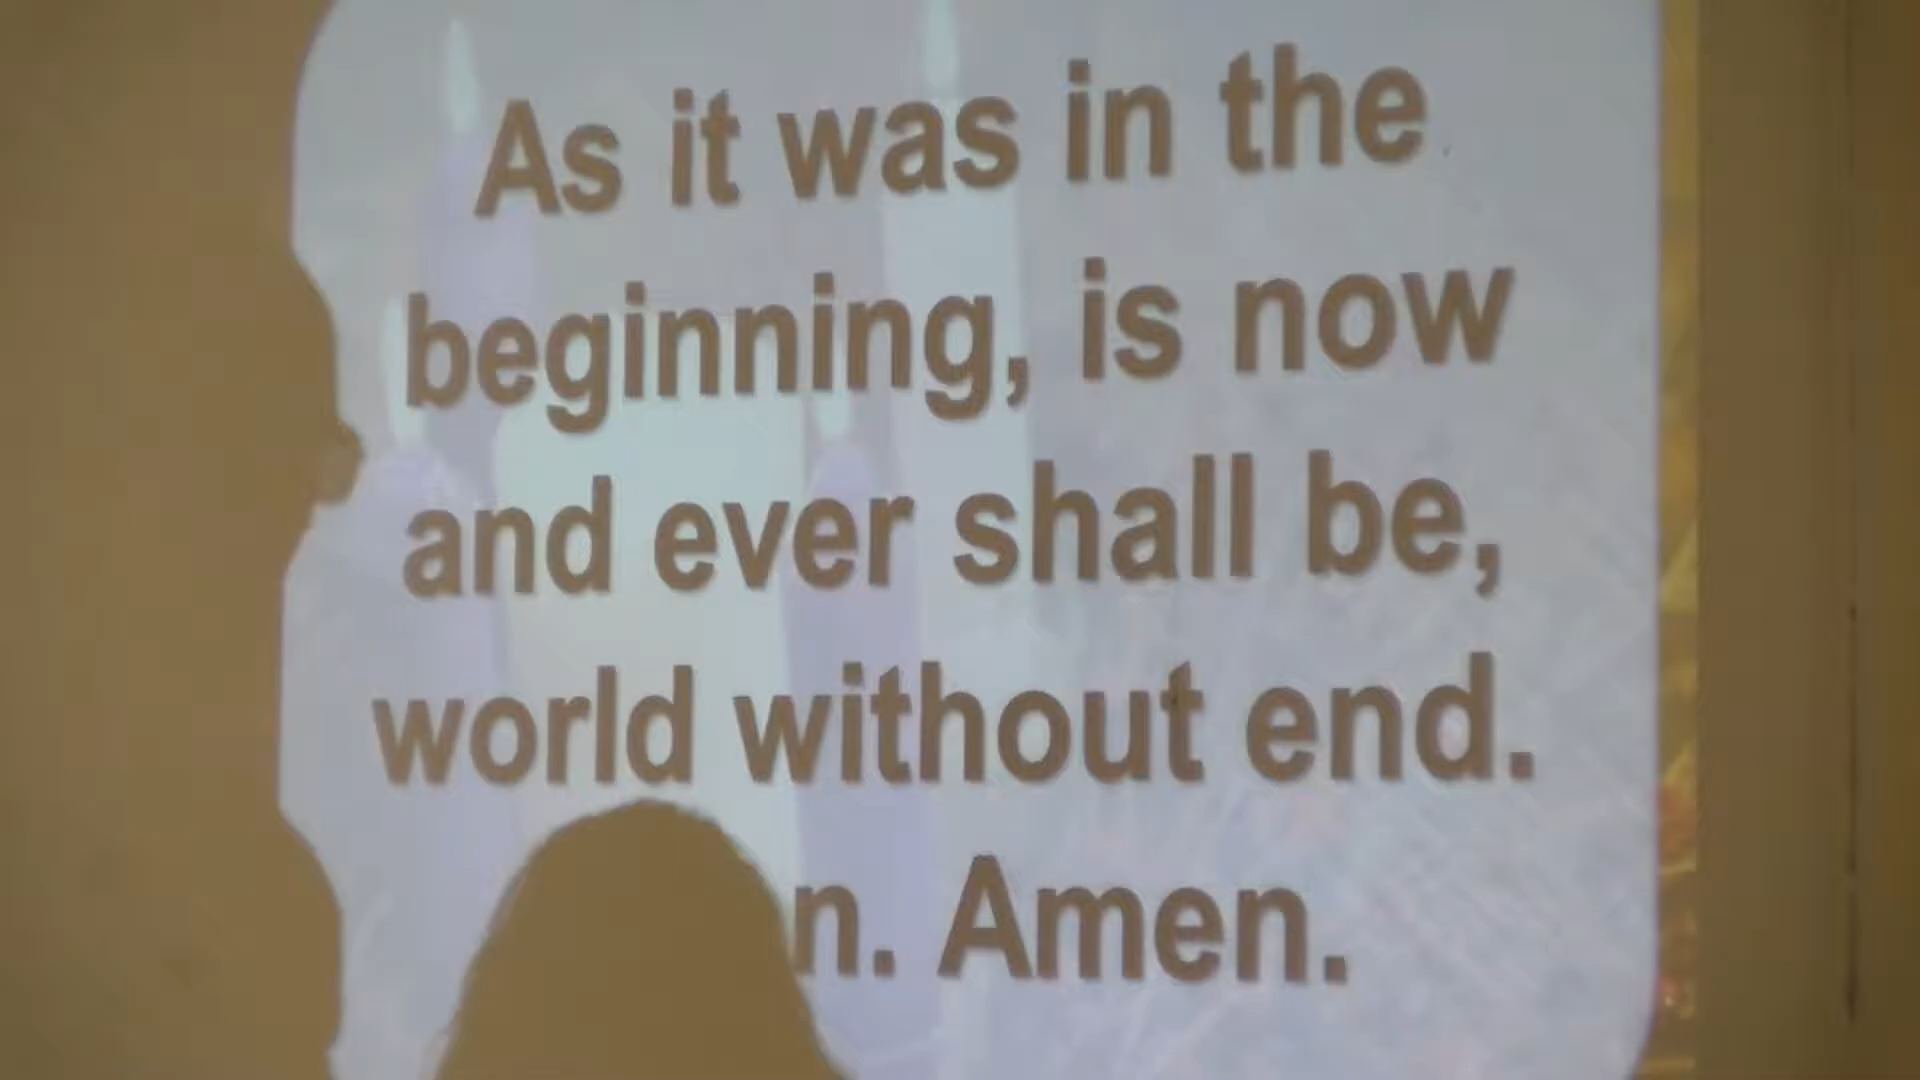 As it was in the
beginning, is now
and ever shall be,
world without end.
Amen.